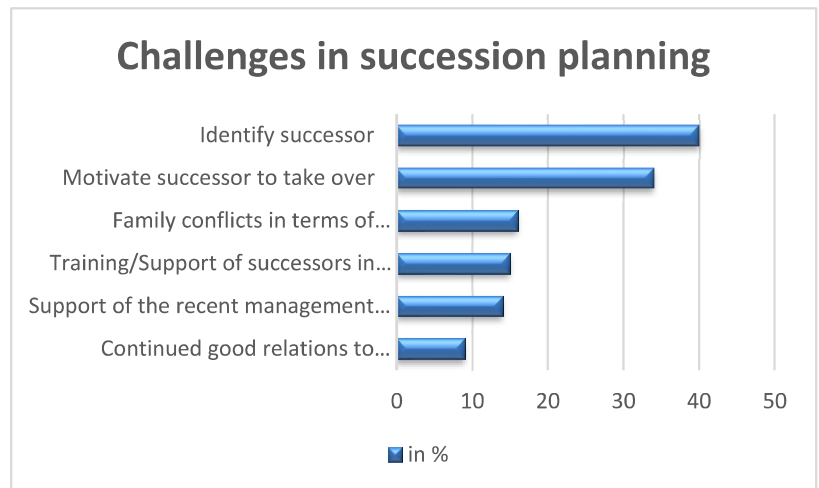 Challenges in succession planning
Identify successor
Motivate successor to take over
Family conflicts in terms of...
Training/Support of successors in...
Support of the recent management...
Continued good relations to...
0 10 20 30 40 50
in %